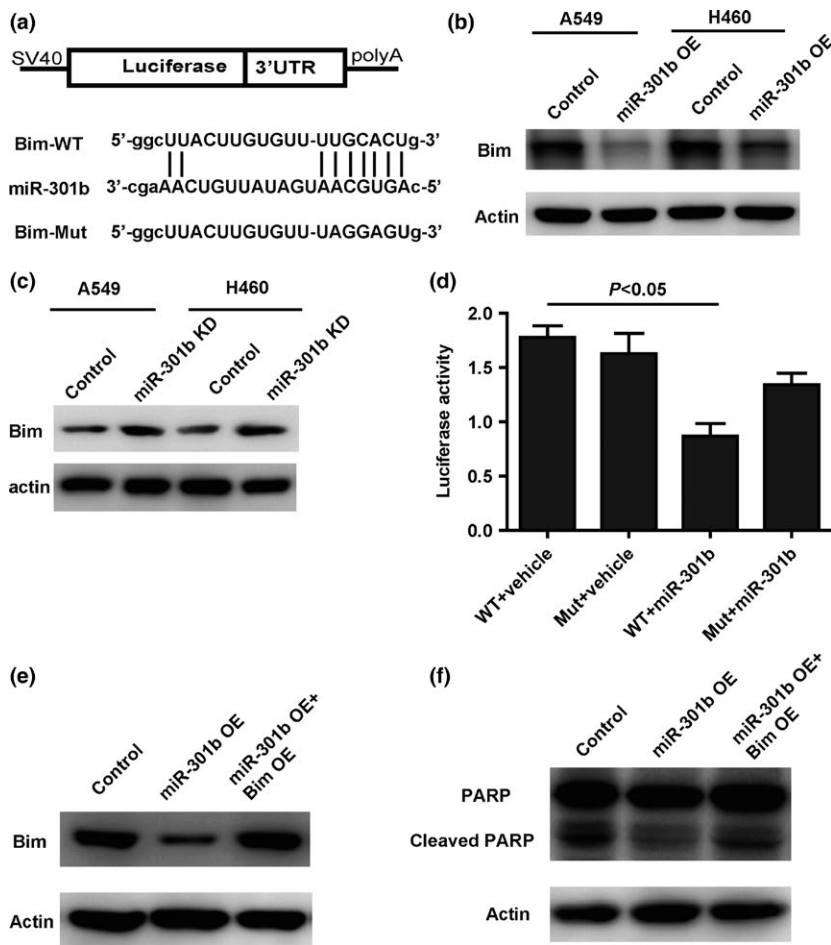 (a)
SV40
Luciferase
3'UTR
polyA
Bim-WT 5'-ggcUUACUUGUGUU-UUGCACUg-3'
miR-301b 3'-cgaAACUGUUAUAGUAACGUGAc-5'
Bim-Mut 5'-ggcUUACUUGUGUU-UAGGAGUg-3'
(b)
A549 H460
Control miR-301b OE Control miR-301b OE
Bim
Actin
(c)
A549 H460
Control miR-301b KD Control miR-301b KD
Bim
actin
(d)
P<0.05
Luciferase activity
2.0
1.5
1.0
0.5
0.0
WT+vehicle Mut+vehicle WT+miR-301b Mut+miR-301b
(e)
Control miR-301b OE miR-301b OE+
Bim OE
Bim
Actin
(f)
Control miR-301b OE miR-301b OE+
Bim OE
PARP
Cleaved PARP
Actin